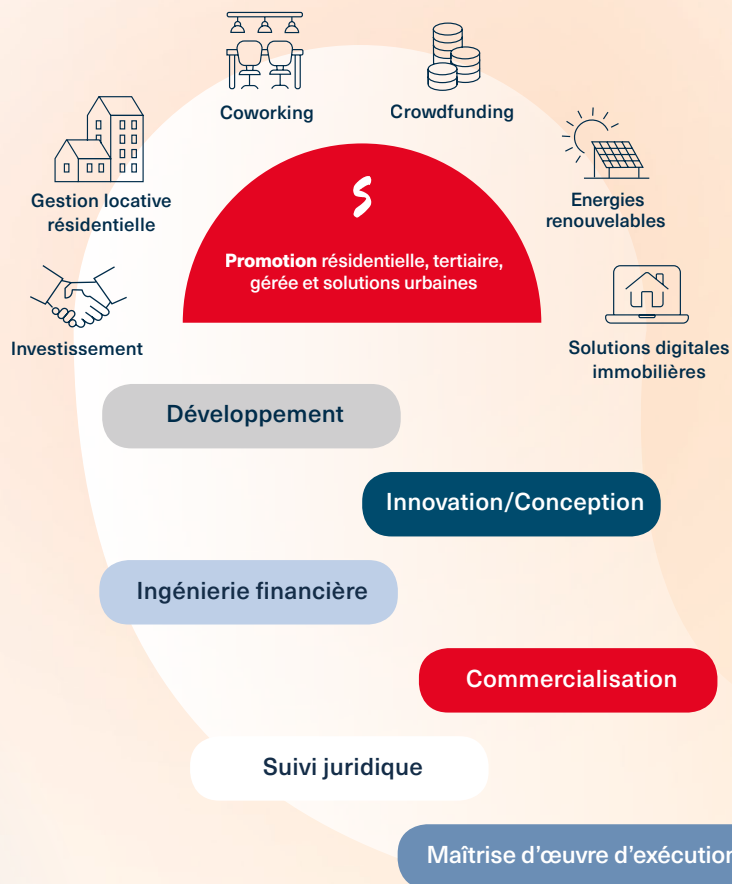 Coworking
Crowdfunding
Gestion locative
résidentielle
Energies
renouvelables
S
Promotion résidentielle, tertiaire,
gérée et solutions urbaines
Investissement
Solutions digitales
immobilières
Développement
Innovation/Conception
Ingénierie financière
Commercialisation
Suivi juridique
Maîtrise d'œuvre d'exécution